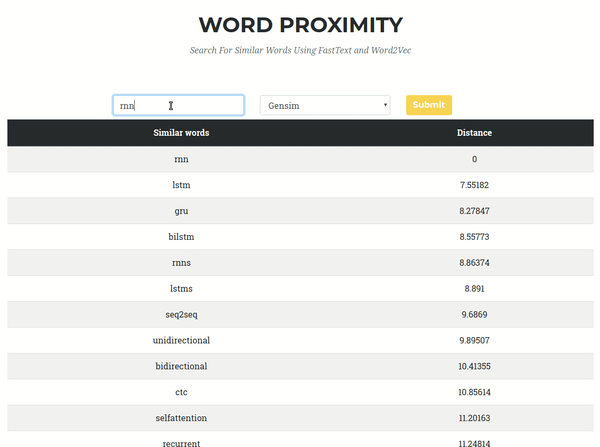 WORD PROXIMITY
Search For Similar Words Using FastText and Word2Vec
rnn Gensim Submit
Similar words Distance
rnn 0
lstm 7.55182
gru 8.27847
bilstm 8.55773
rnns 8.86374
lstms 8.891
seq2seq 9.6869
unidirectional 9.89507
bidirectional 10.41355
ctc 10.85614
selfattention 11.20163
recurrent 11.24814